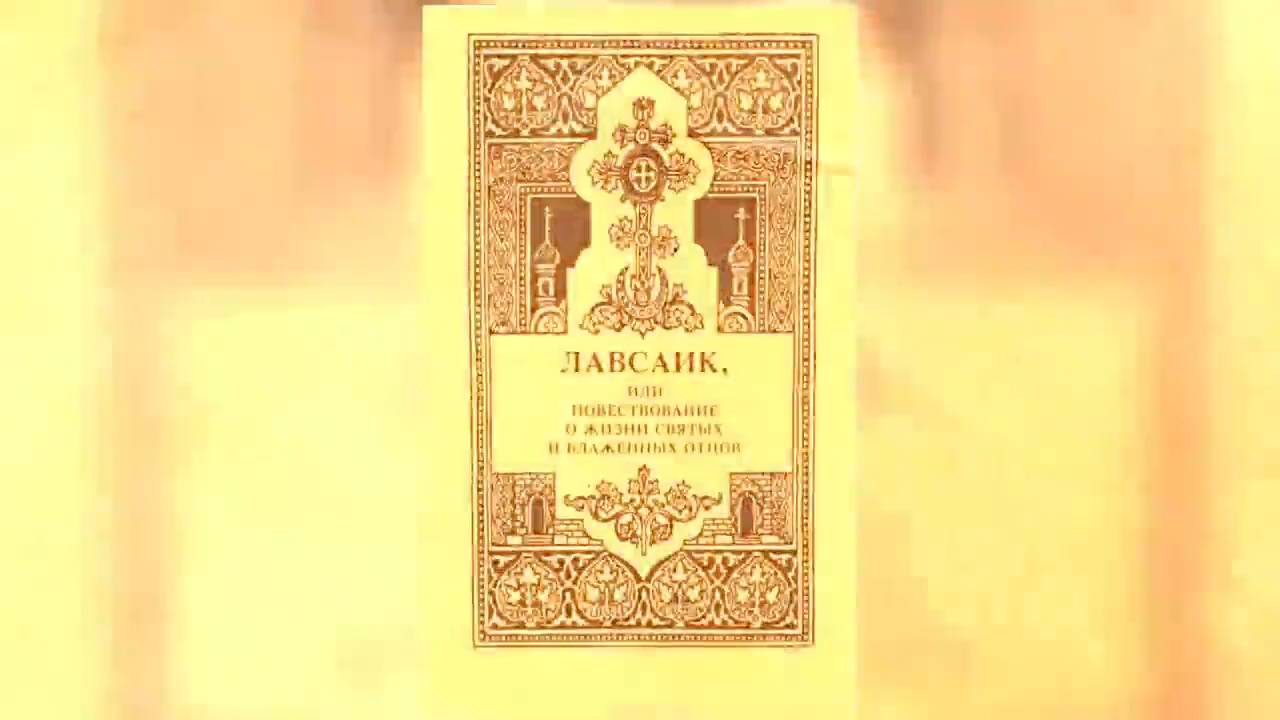 ЛАВСАИК,
ИЛИ
ПОВЕСТВОВАНИЕ
О ЖИЗНИ СВЯТЫХ
И БЛАЖЕННЫХ ОТЦОВ